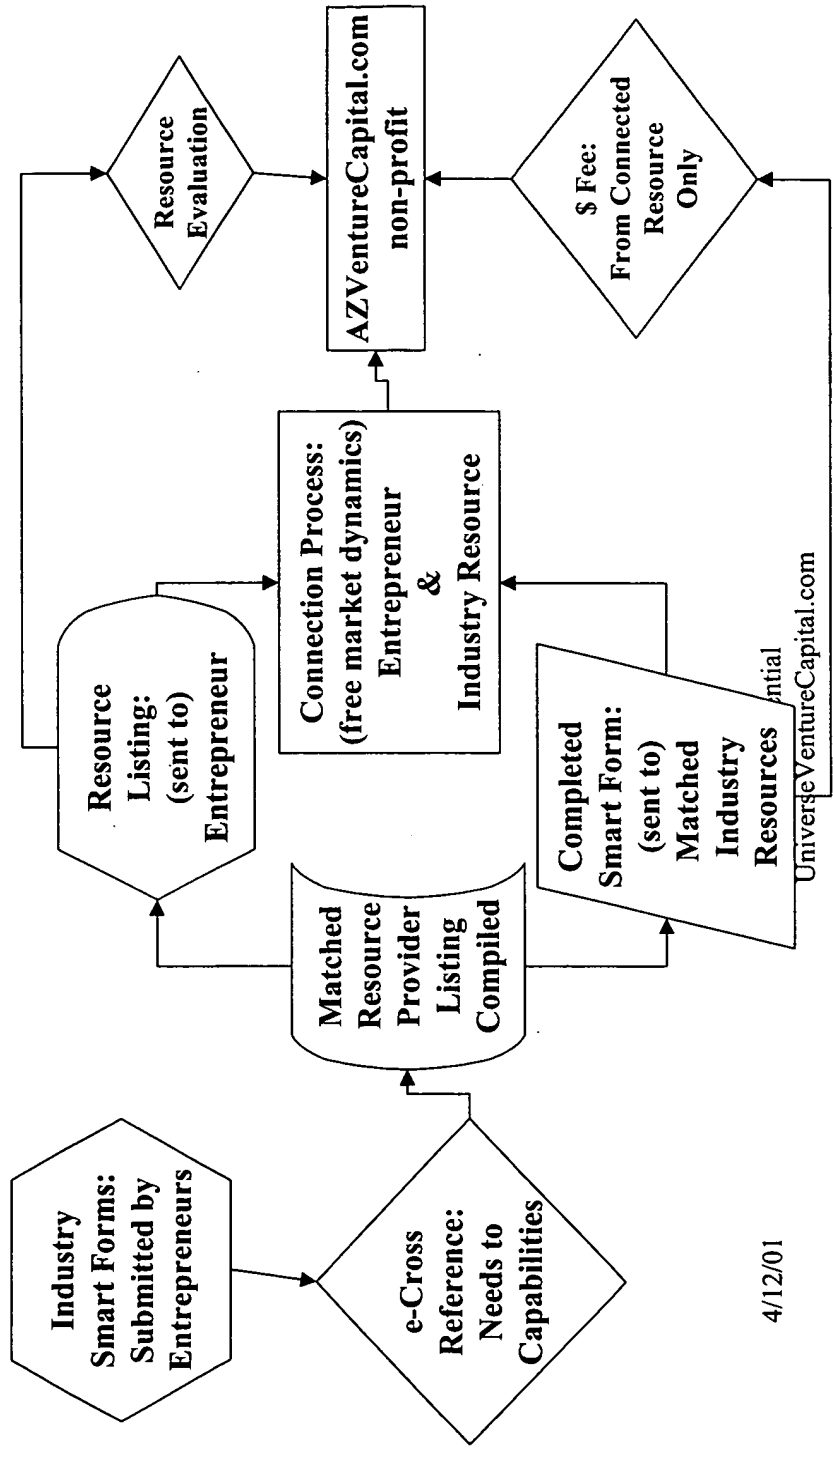 Industry
Smart Forms:
Submitted by
Entrepreneurs
e-Cross
Reference:
Needs to
Capabilities
Matched
Resource
Provider
Listing
Compiled
Resource
Listing:
(sent to)
Entrepreneur
Completed
Smart Form:
(sent to)
Matched
Industry
Resources
Connection Process:
(free market dynamics)
Entrepreneur
&
Industry Resource
Resource
Evaluation
AZVentureCapital.com
non-profit
$ Fee:
From Connected
Resource
Only
4/12/01
ential
UniverseVentureCapital.com